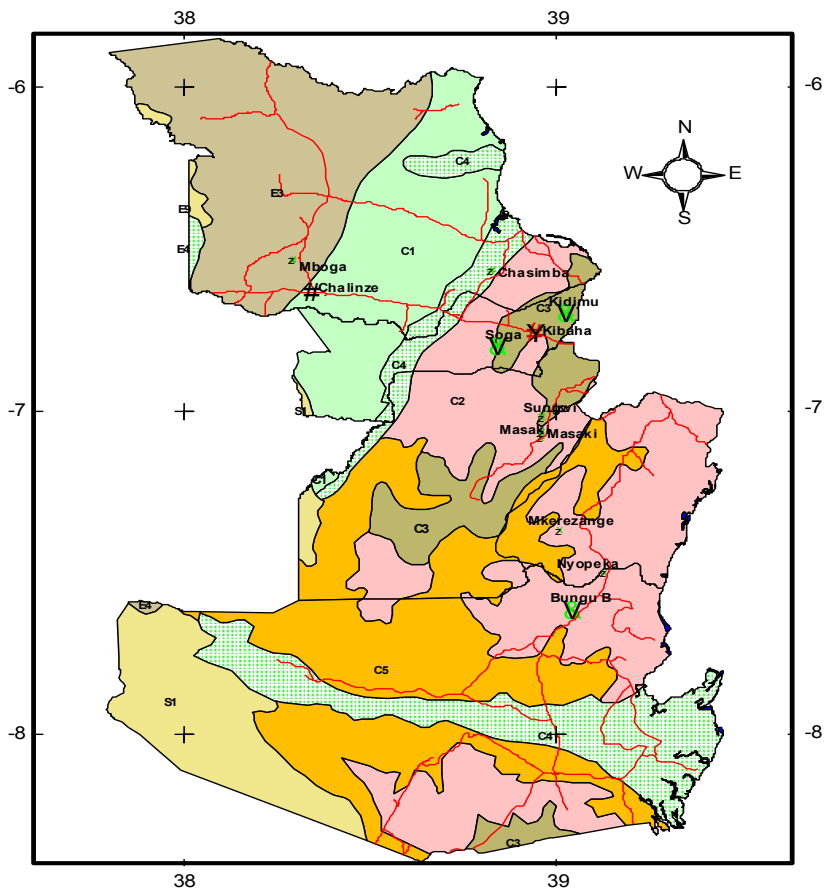 38 39
-6 -6
N
W E
S
C4
E3
E9
C1
E4
Mboga
z
Chasimba
z
#Chalinze
Kidimu
V
C3
Soga
V
Kibaha
C4
C2
S1
Sungwi
z
Masaki
Masaki
z
-7 -7
C1
C3
Mkerezange
z
Nyopeka
z
Bungu B
V
E4
C5
S1
C4
-8 -8
C3
38 39